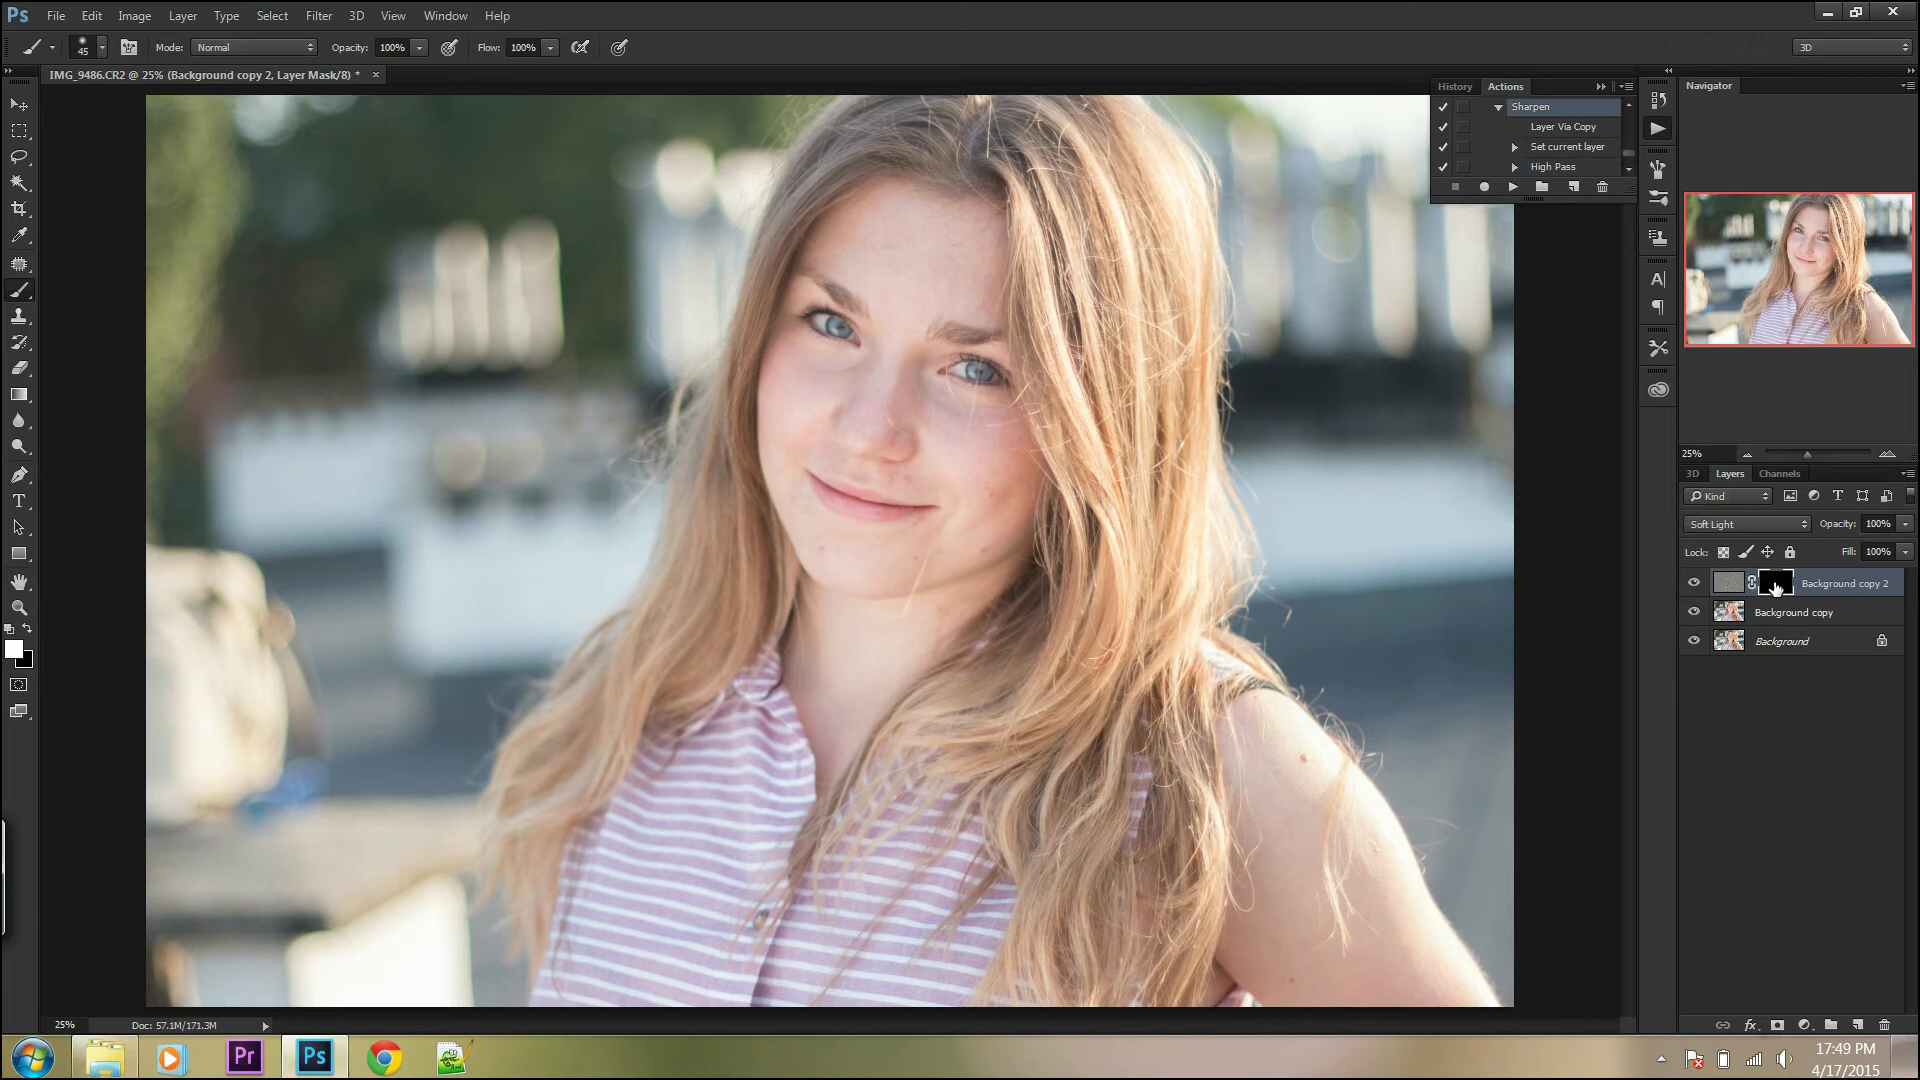 Ps File Edit Image Layer Type Select Filter 3D View Window Help
45 Mode: Normal Opacity: 100% Flow: 100% 3D
IMG_9486.CR2 @ 25% (Background copy 2, Layer Mask/8) * ×
History Actions
Sharpen
Layer Via Copy
Set current layer
High Pass
Navigator
25%
3D Layers Channels
Kind
Soft Light Opacity: 100%
Lock: Fill: 100%
Background copy 2
Background copy
Background
25% Doc: 57.1M/171.3M
Pr Ps
17:49 PM
4/17/2015